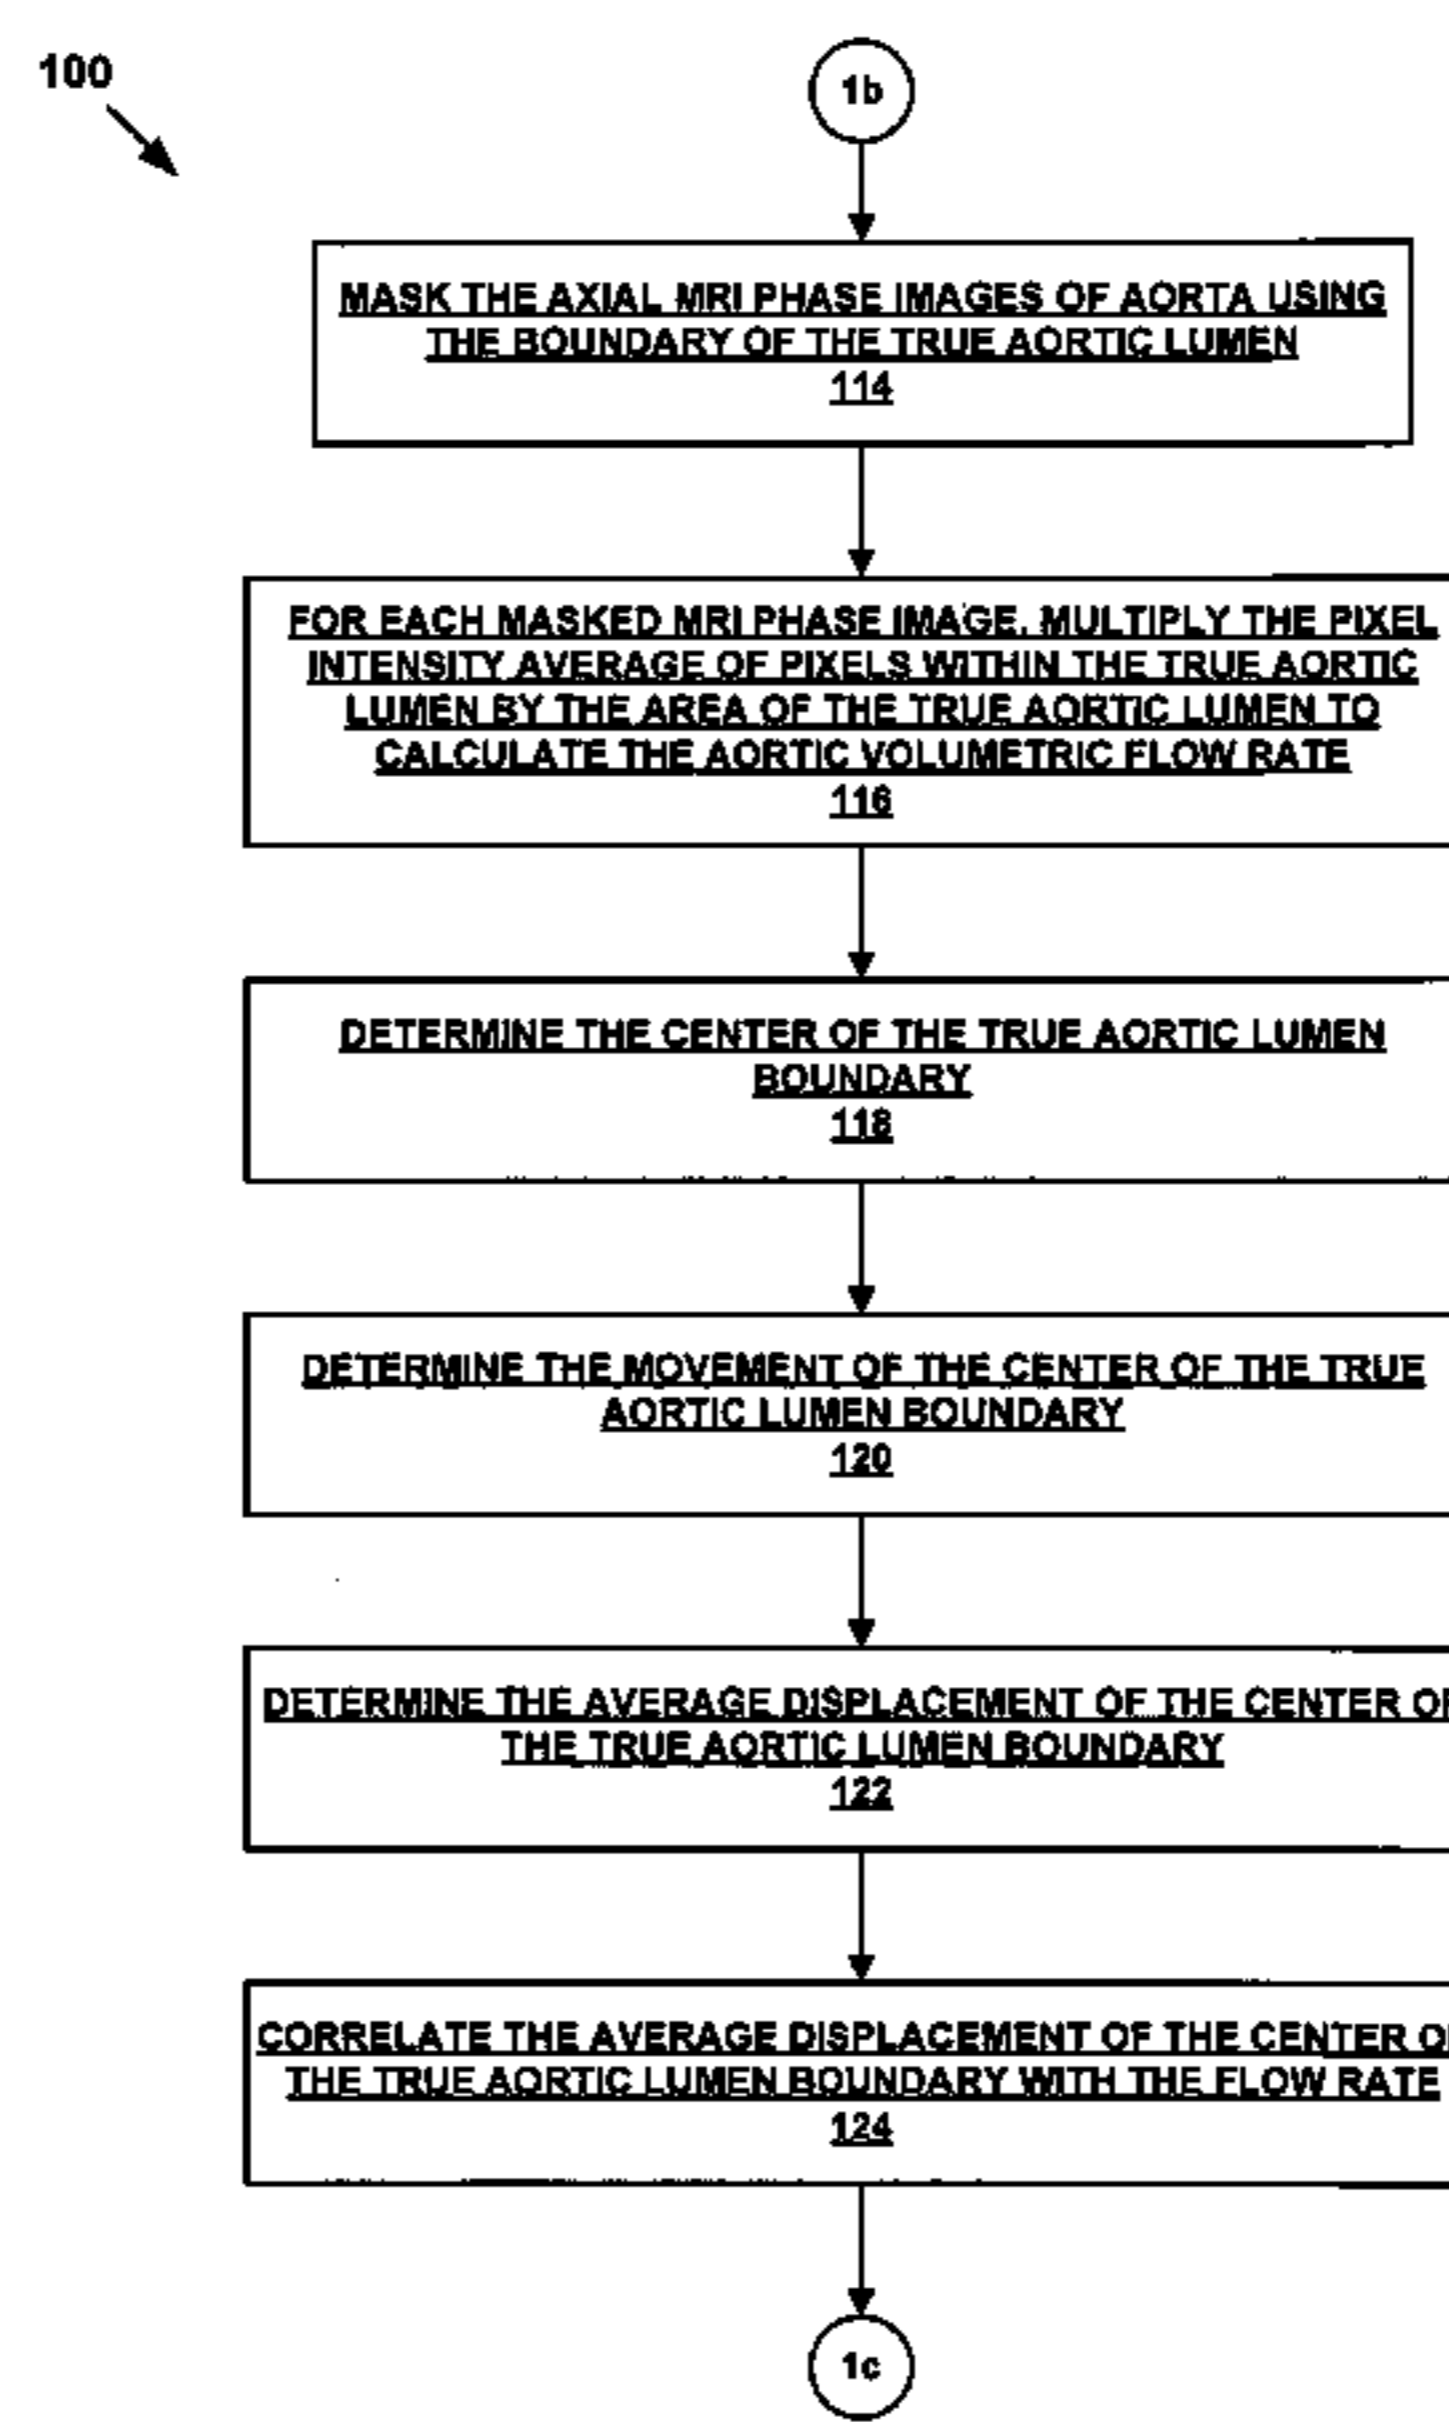 100
1b
MASK THE AXIAL MRI PHASE IMAGES OF AORTA USING
THE BOUNDARY OF THE TRUE AORTIC LUMEN
114
FOR EACH MASKED MRI PHASE IMAGE, MULTIPLY THE PIXEL
INTENSITY AVERAGE OF PIXELS WITHIN THE TRUE AORTIC
LUMEN BY THE AREA OF THE TRUE AORTIC LUMEN TO
CALCULATE THE AORTIC VOLUMETRIC FLOW RATE
116
DETERMINE THE CENTER OF THE TRUE AORTIC LUMEN
BOUNDARY
118
DETERMINE THE MOVEMENT OF THE CENTER OF THE TRUE
AORTIC LUMEN BOUNDARY
120
DETERMINE THE AVERAGE DISPLACEMENT OF THE CENTER OF
THE TRUE AORTIC LUMEN BOUNDARY
122
CORRELATE THE AVERAGE DISPLACEMENT OF THE CENTER OF
THE TRUE AORTIC LUMEN BOUNDARY WITH THE FLOW RATE
124
1c